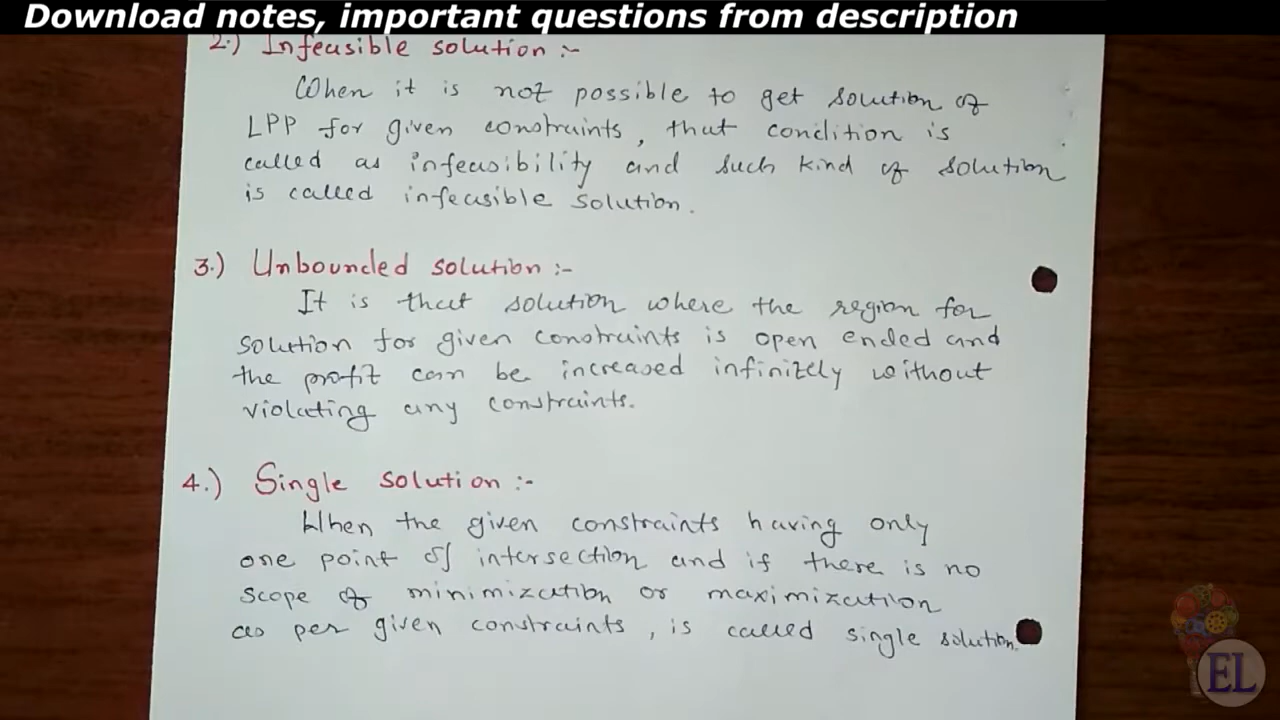 Download notes, important questions from description
2.) Infeasible solution :-
When it is not possible to get solution of
LPP for given constraints, that condition is
called as infeasibility and such kind of solution
is called infeasible solution.
3.) Unbounded solution :-
It is that solution where the region for
solution for given constraints is open ended and
the profit can be increased infinitely without
violating any constraints.
4.) Single solution :-
When the given constraints having only
one point of intersection and if there is no
scope of minimization or maximization
as per given constraints, is called single solution.
EL